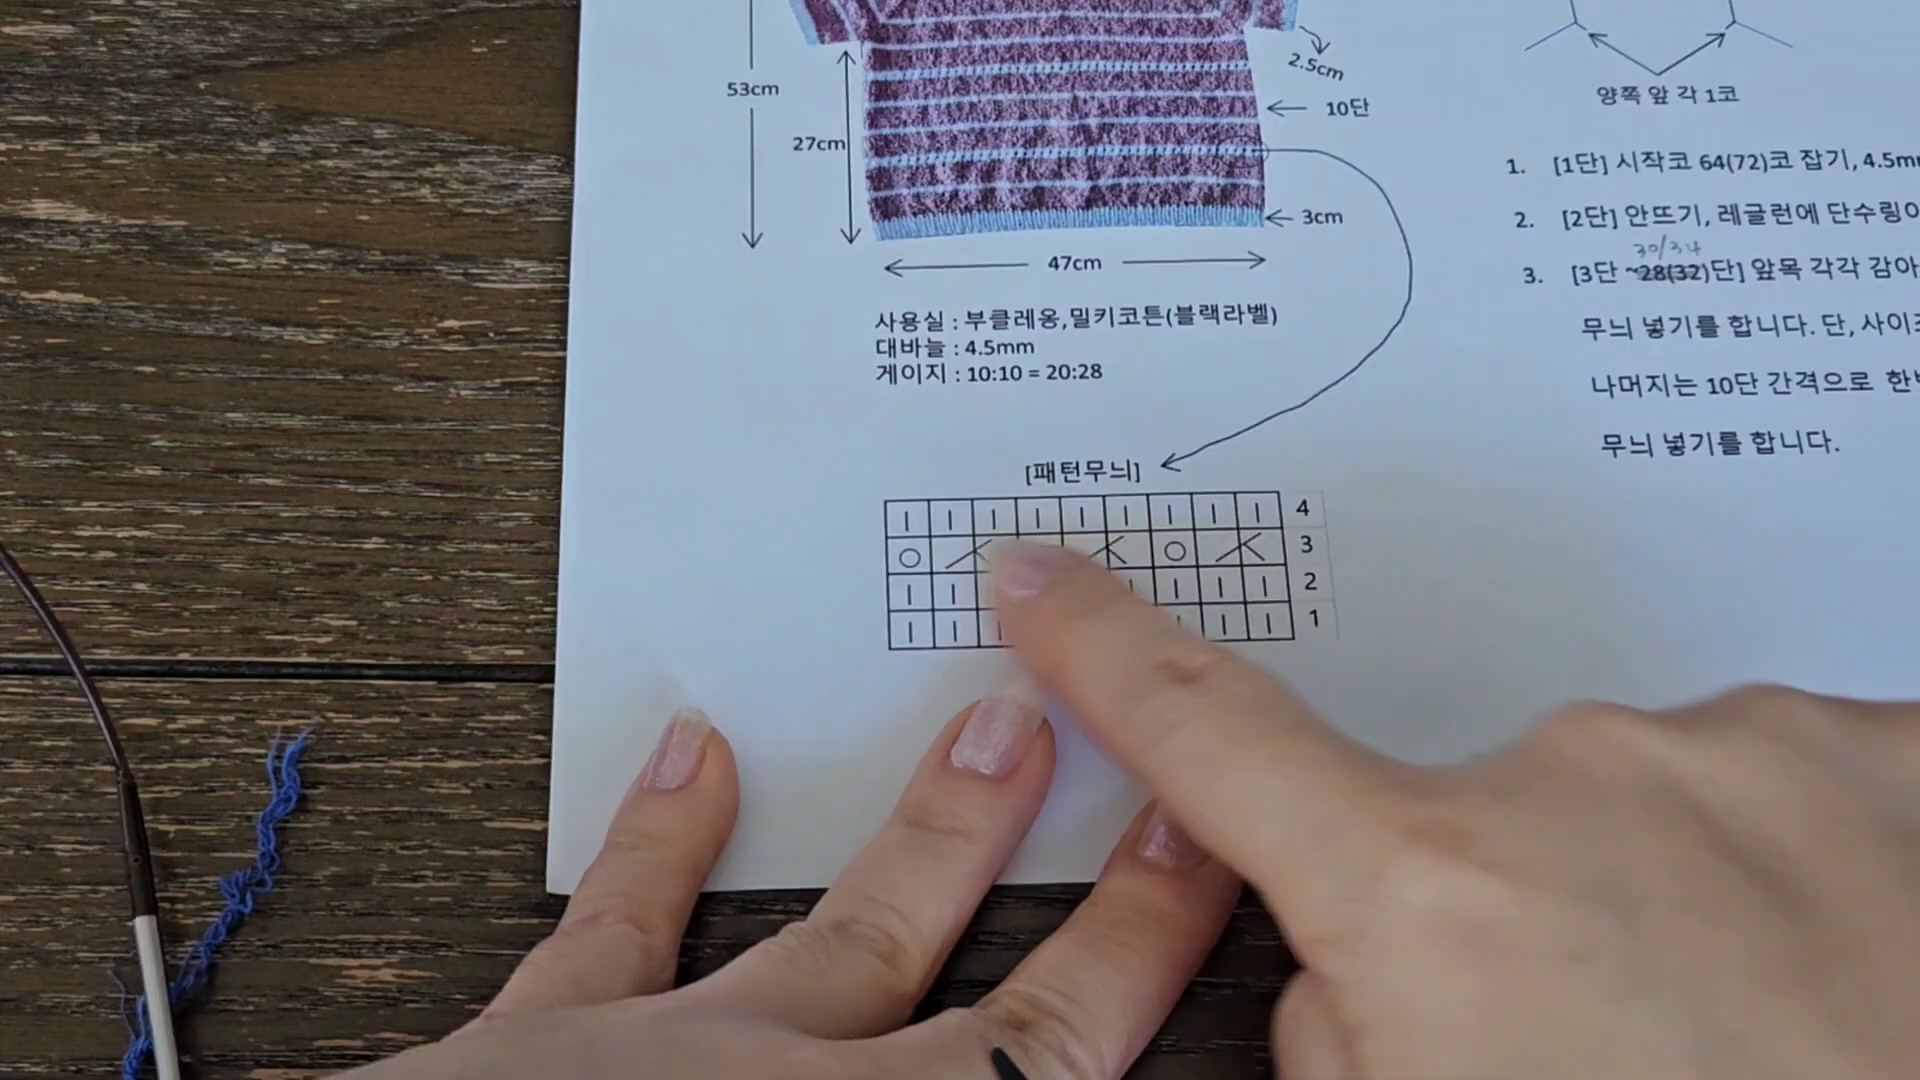 53cm
27cm
2.5cm
10단
3cm
47cm
사용실 : 부클레옹,밀키코튼(블랙라벨)
대바늘 : 4.5mm
게이지 : 10:10 = 20:28
[패턴무늬]
4
3
2
1
양쪽 앞 각 1코
1. [1단] 시작코 64(72)코 잡기, 4.5m
2. [2단] 안뜨기, 레글런에 단수링
30/34
3. [3단 ~28(32)단] 앞목 각각 감아
무늬 넣기를 합니다. 단, 사이즈
나머지는 10단 간격으로 한
무늬 넣기를 합니다.